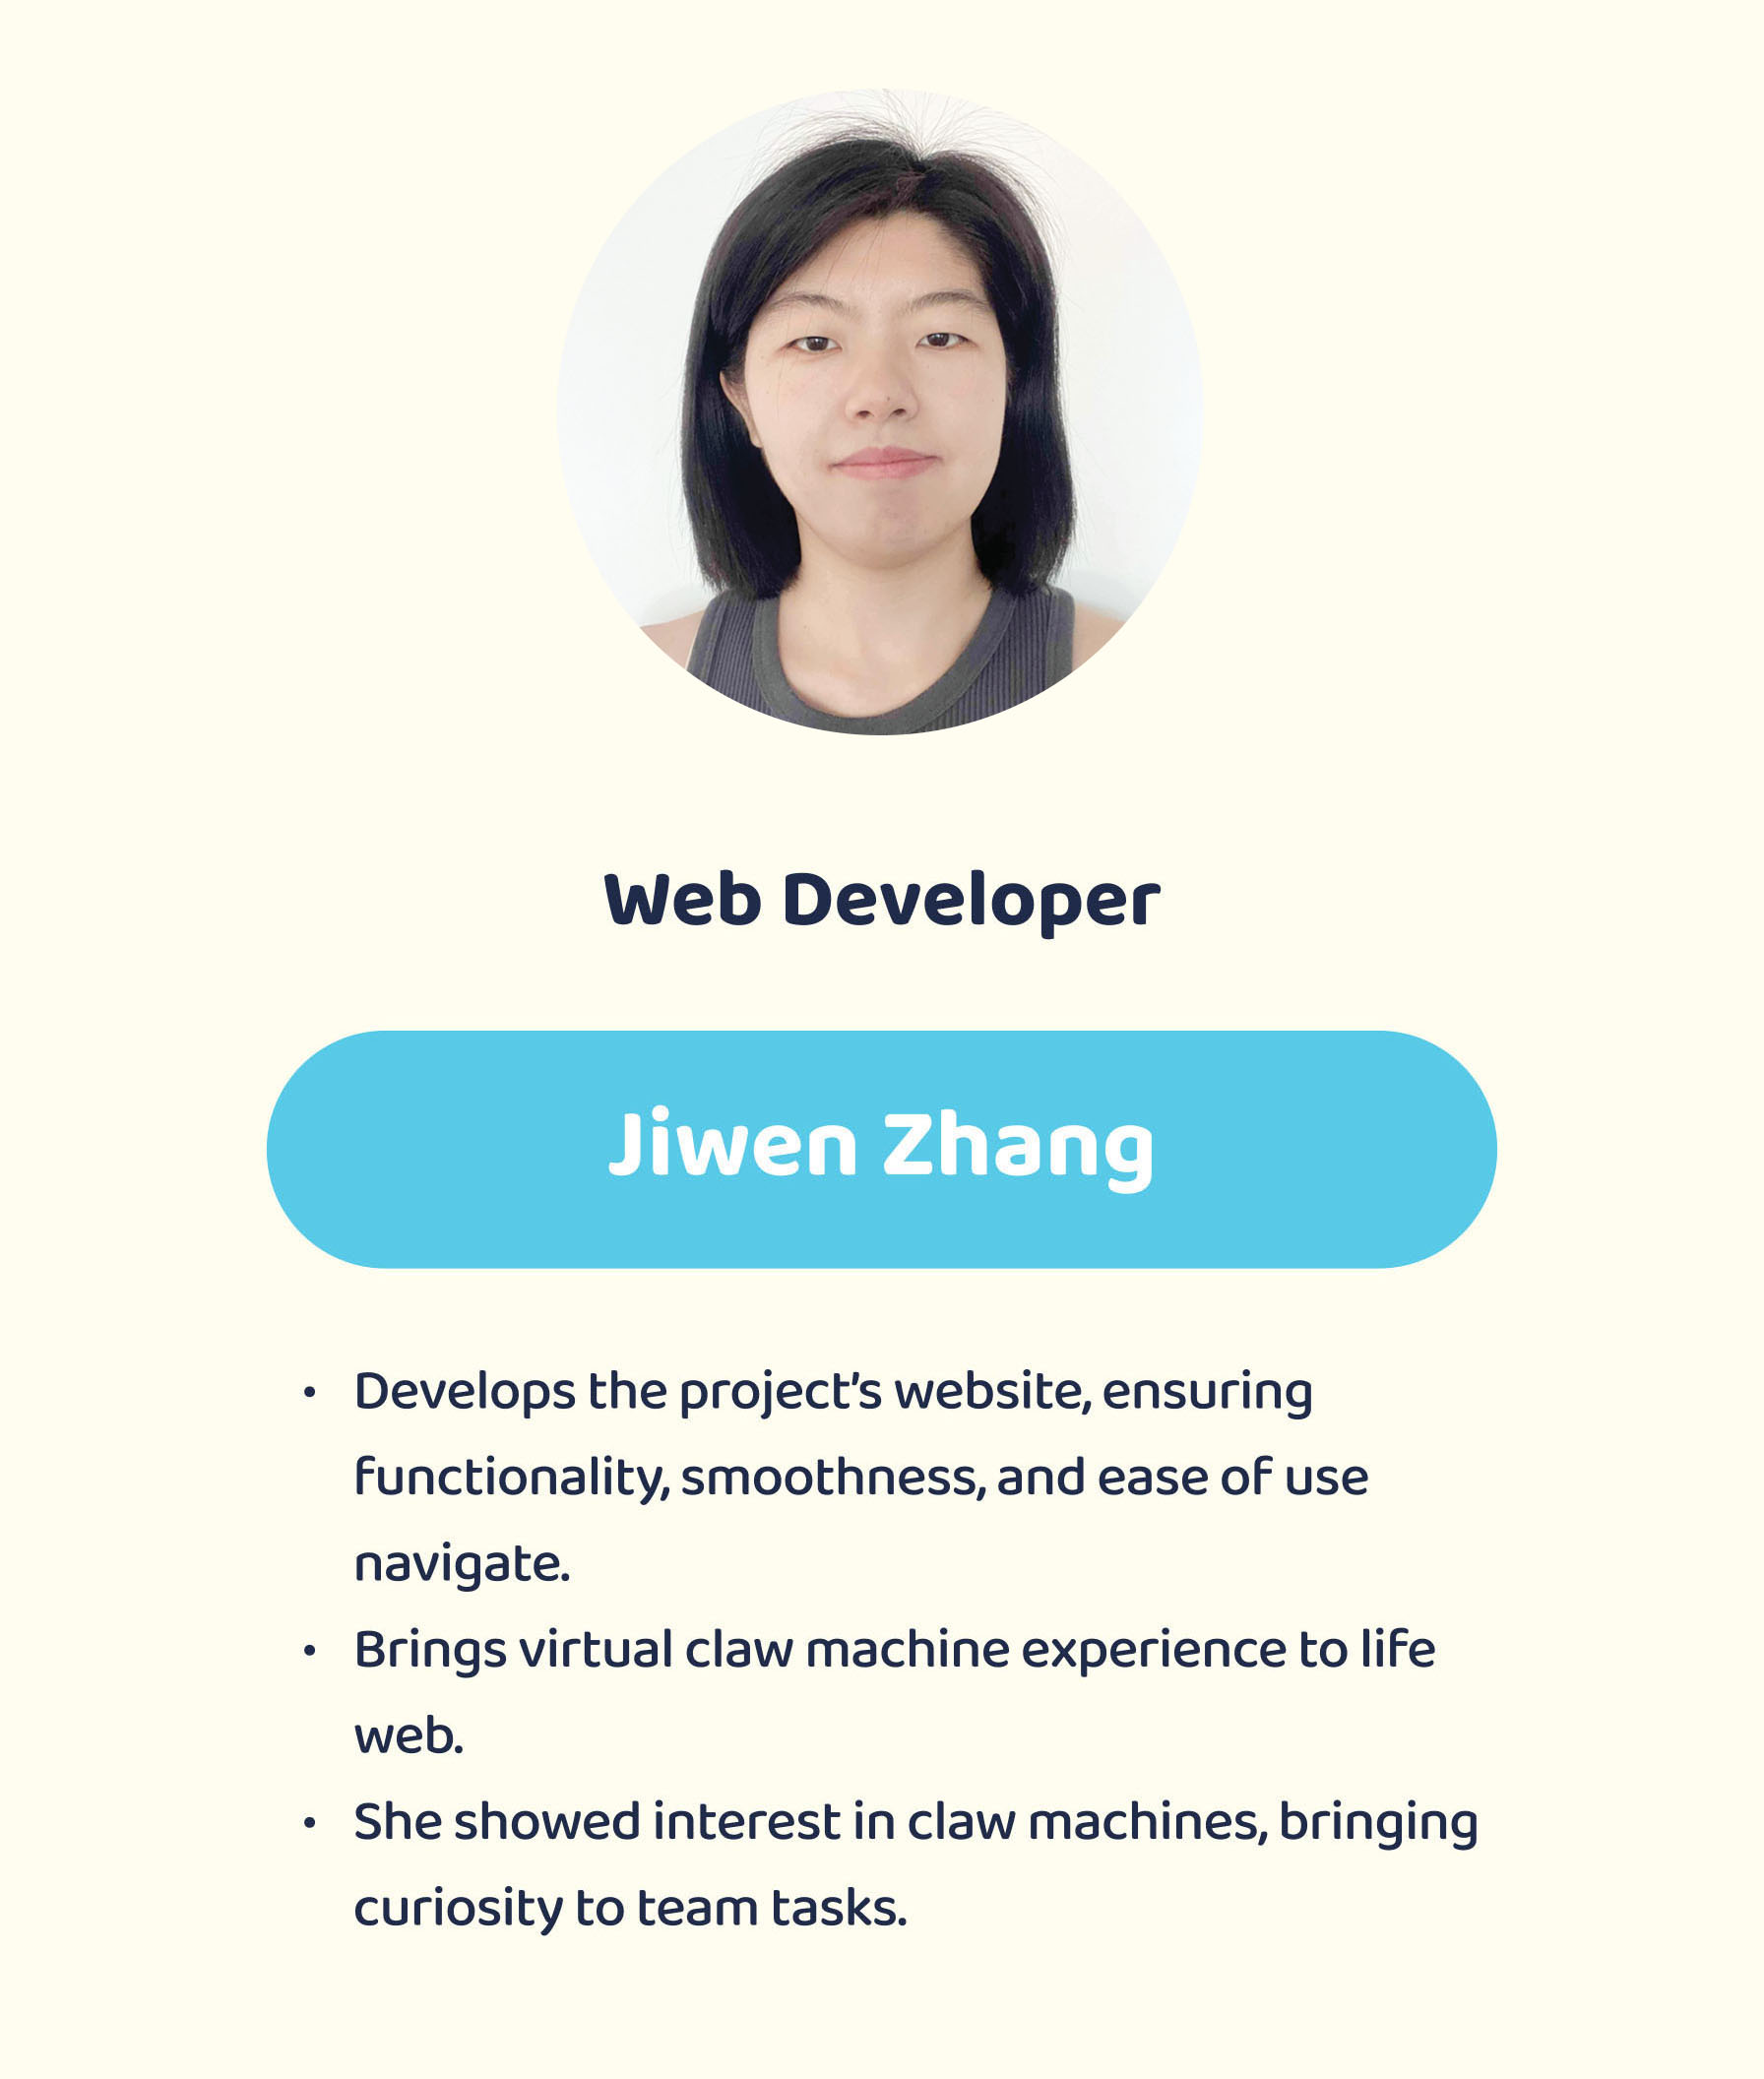 Web Developer
Jiwen Zhang
• Develops the project’s website, ensuring
functionality, smoothness, and ease of use
navigate.
• Brings virtual claw machine experience to life
web.
• She showed interest in claw machines, bringing
curiosity to team tasks.